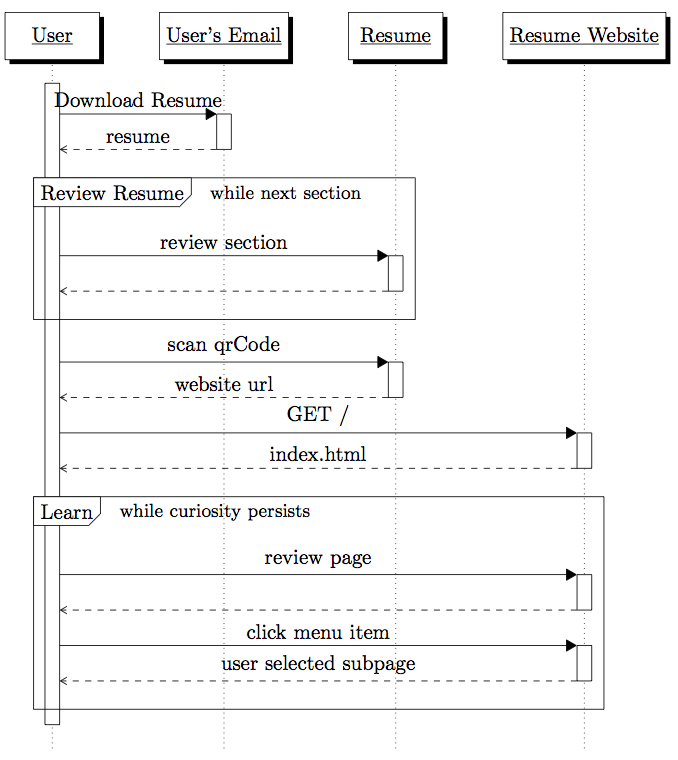 User
User's Email
Resume
Resume Website
Download Resume
resume
Review Resume
while next section
review section
scan qrCode
website url
GET /
index.html
Learn
while curiosity persists
review page
click menu item
user selected subpage